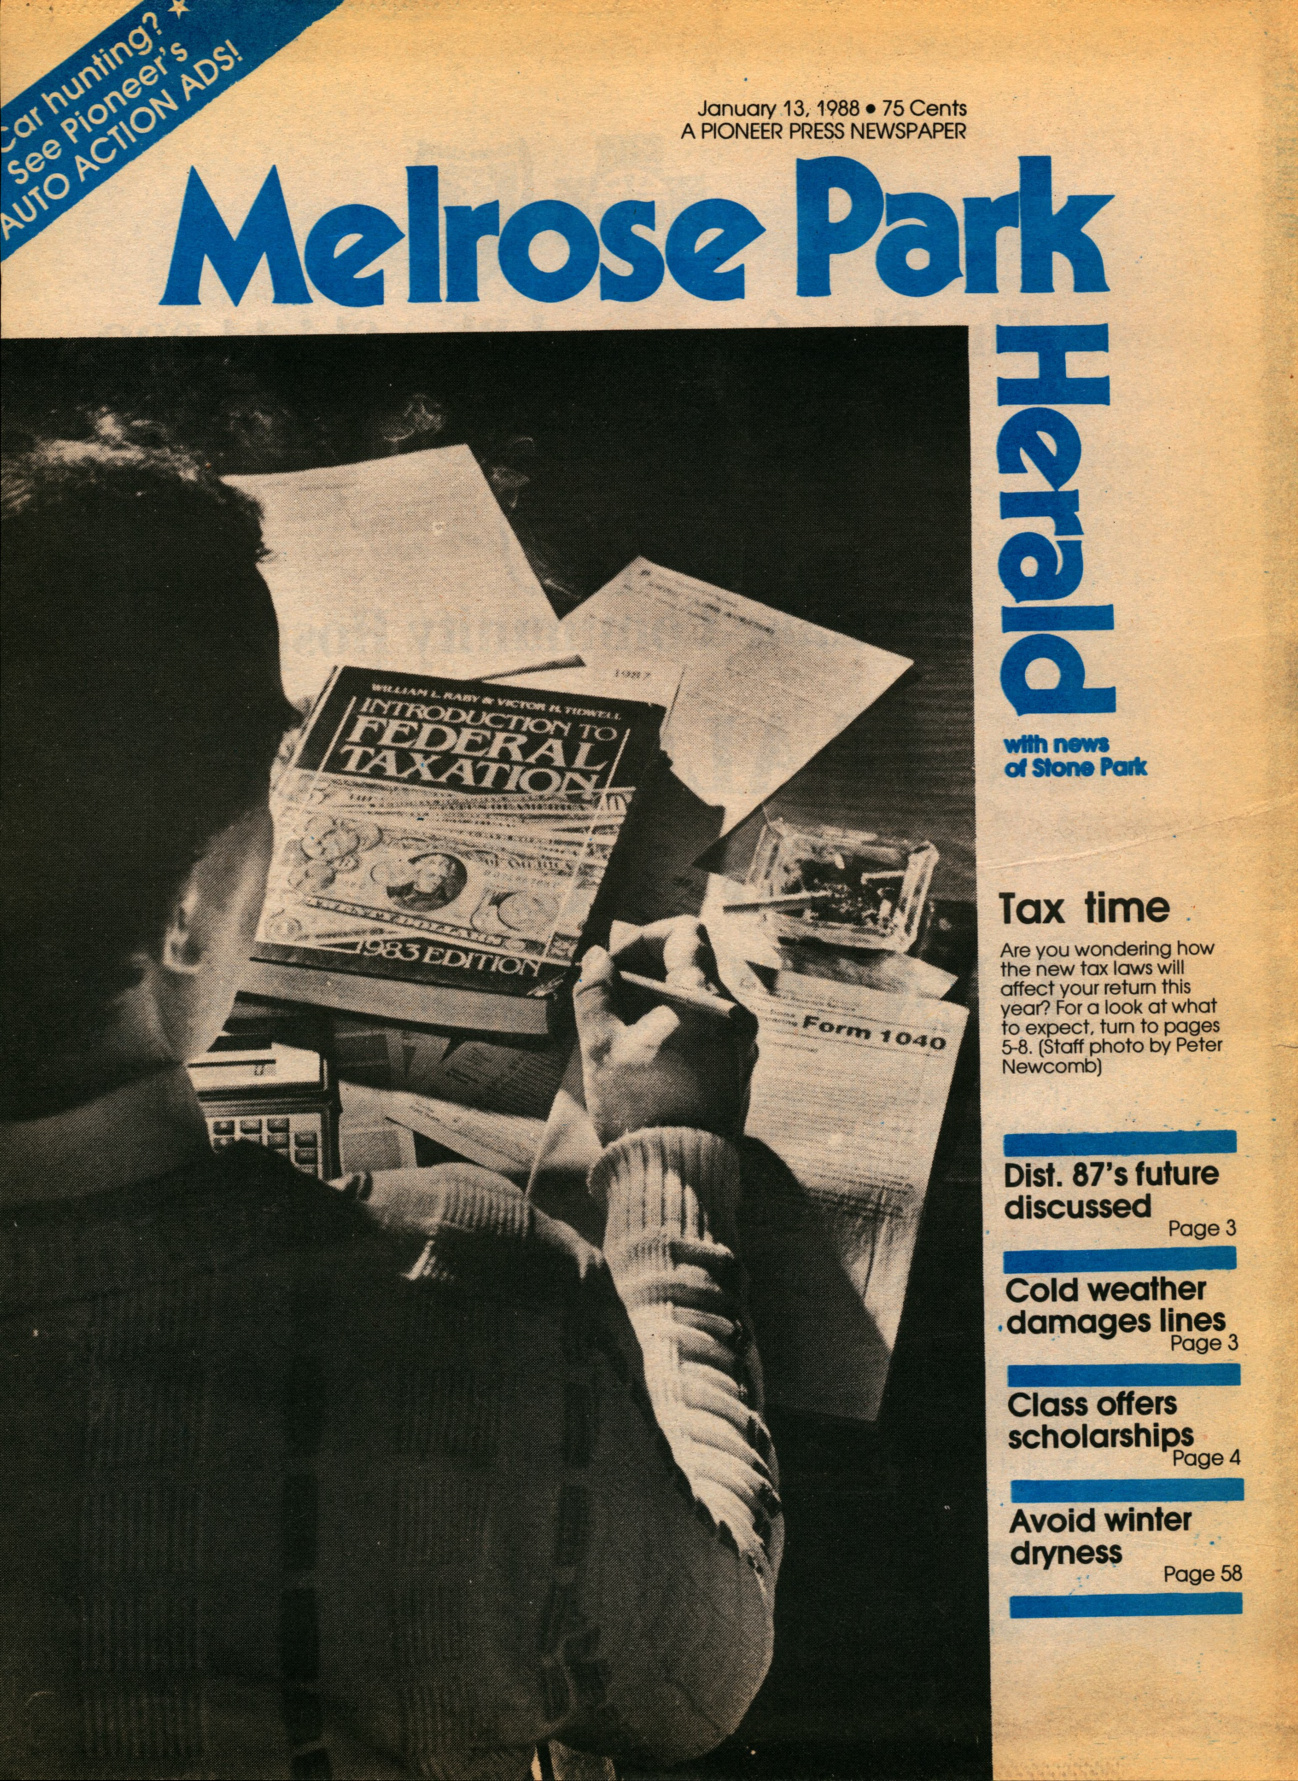 Car hunting?
See Pioneer's
AUTO ACTION ADS!
January 13, 1988 • 75 Cents
A PIONEER PRESS NEWSPAPER
Melrose Park
Herald
with news
of Stone Park
1987
WILLIAM L. RABY & VICTOR H. TIDWELL
INTRODUCTION TO
FEDERAL
TAXATION
TWENTY DOLLARS
1983 EDITION
Form 1040
Tax time
Are you wondering how
the new tax laws will
affect your return this
year? For a look at what
to expect, turn to pages
5-8. (Staff photo by Peter
Newcomb)
Dist. 87's future
discussed
Page 3
Cold weather
damages lines
Page 3
Class offers
scholarships
Page 4
Avoid winter
dryness
Page 58